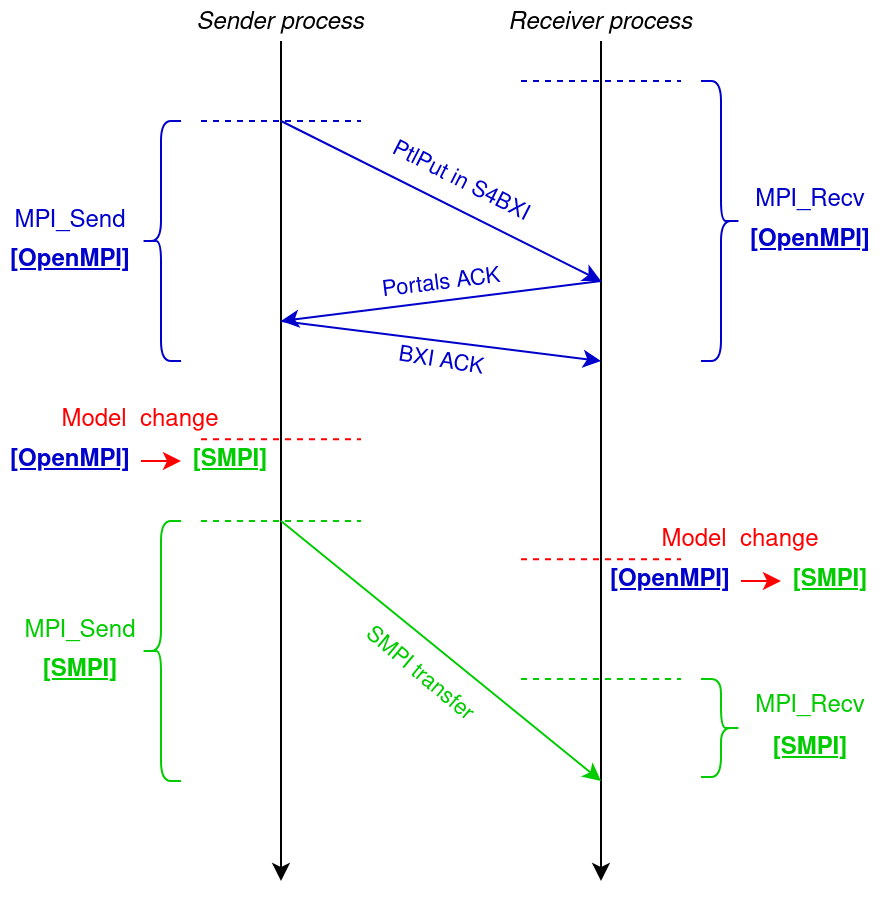 Sender process
Receiver process
PtlPut in S4BXI
MPI_Send
[OpenMPI]
MPI_Recv
[OpenMPI]
Portals ACK
BXI ACK
Model change
[OpenMPI] [SMPI]
Model change
[OpenMPI] [SMPI]
MPI_Send
[SMPI]
SMPI transfer
MPI_Recv
[SMPI]